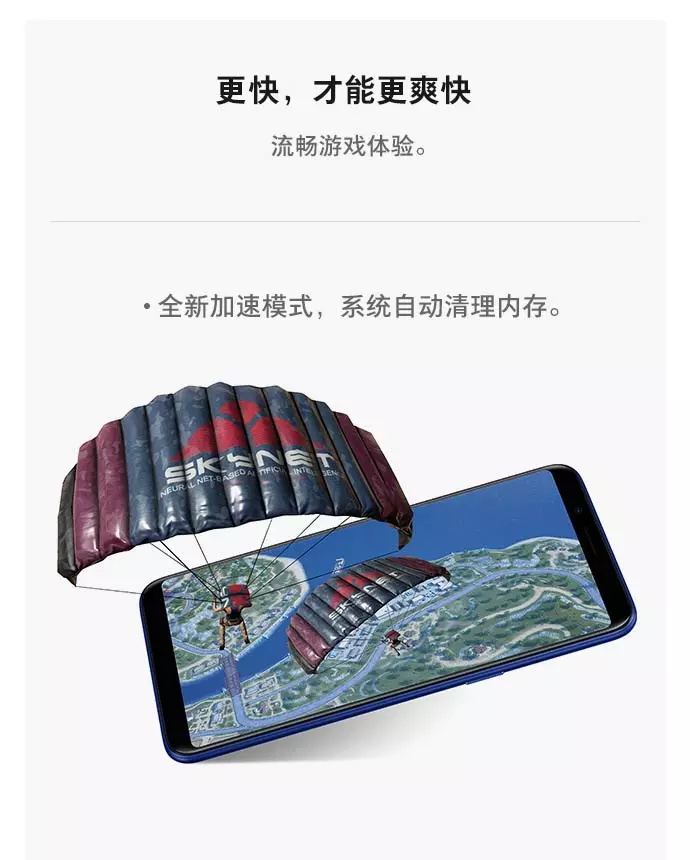 更快，才能更爽快
流畅游戏体验。
• 全新加速模式，系统自动清理内存。
SKYNET
NEURAL NET-BASED ARTIFICIAL INTELLIGENCE
SKYNET